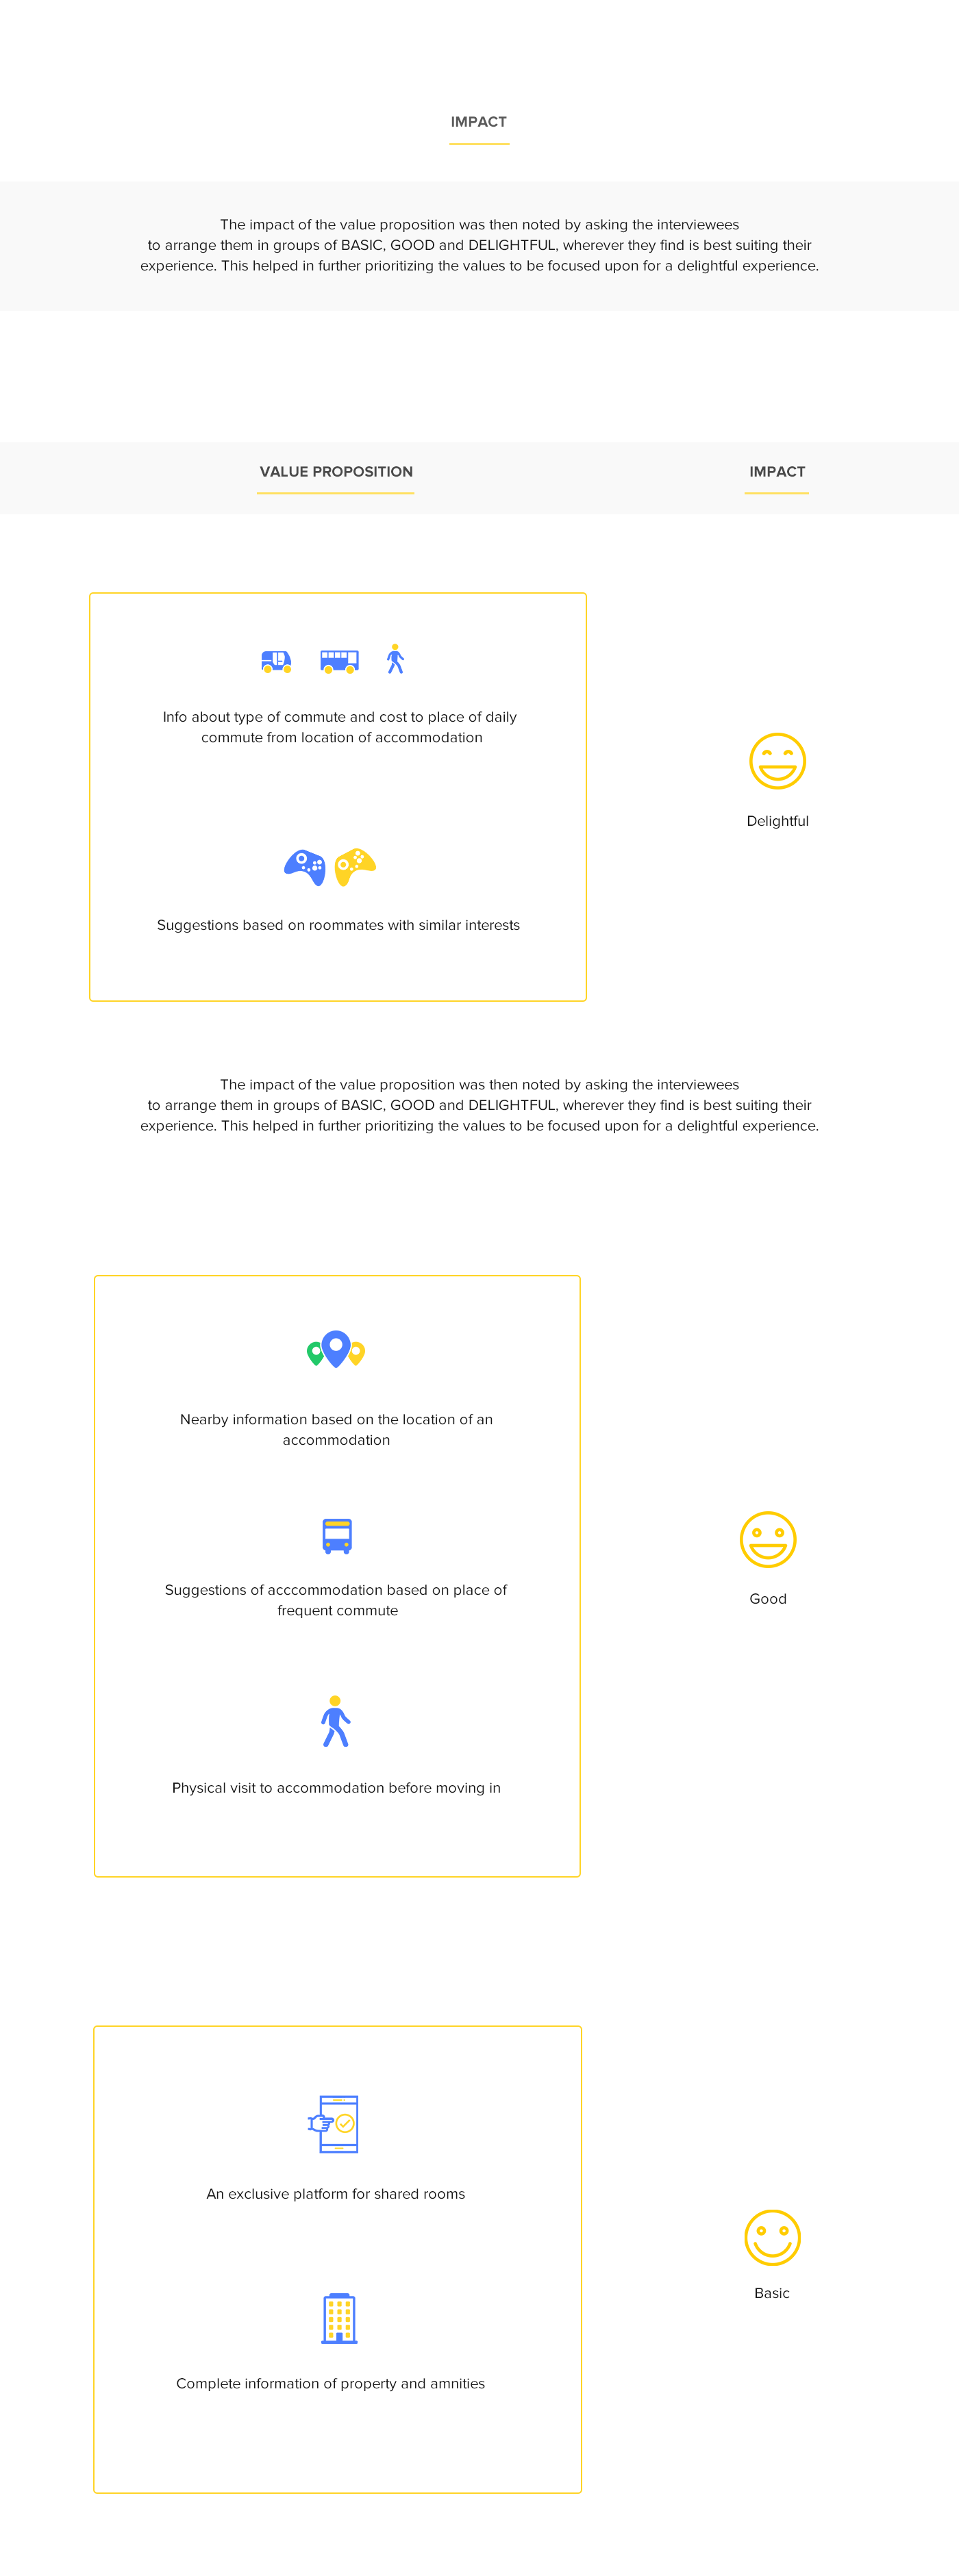 IMPACT
The impact of the value proposition was then noted by asking the interviewees
to arrange them in groups of BASIC, GOOD and DELIGHTFUL, wherever they find is best suiting their
experience. This helped in further prioritizing the values to be focused upon for a delightful experience.
VALUE PROPOSITION
IMPACT
Info about type of commute and cost to place of daily
commute from location of accommodation
Delightful
Suggestions based on roommates with similar interests
The impact of the value proposition was then noted by asking the interviewees
to arrange them in groups of BASIC, GOOD and DELIGHTFUL, wherever they find is best suiting their
experience. This helped in further prioritizing the values to be focused upon for a delightful experience.
Nearby information based on the location of an
accommodation
Suggestions of acccommodation based on place of
frequent commute
Good
Physical visit to accommodation before moving in
An exclusive platform for shared rooms
Basic
Complete information of property and amnities